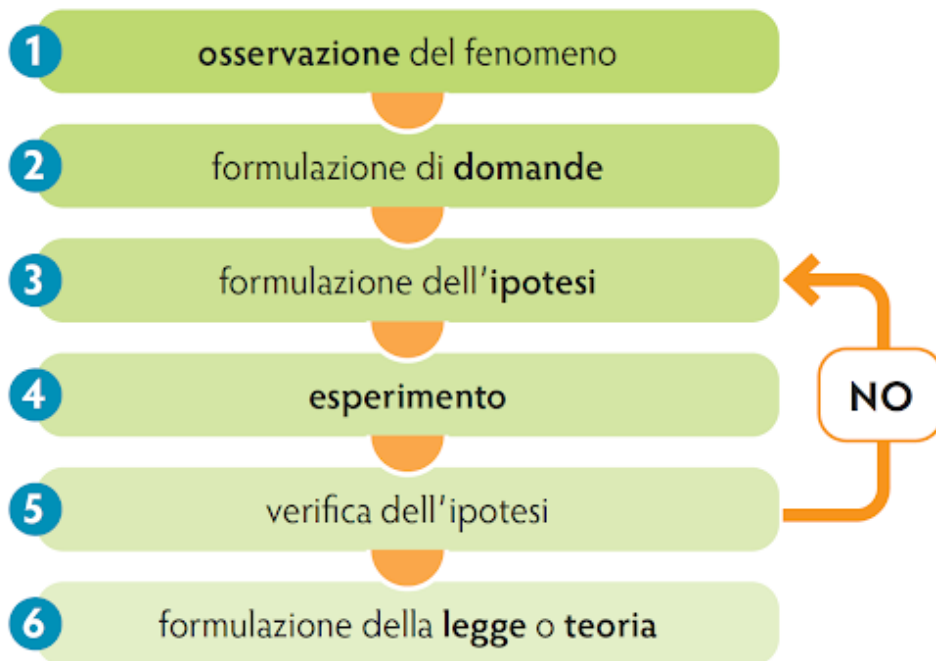 1 osservazione del fenomeno
2 formulazione di domande
3 formulazione dell'ipotesi
4 esperimento
NO
5 verifica dell'ipotesi
6 formulazione della legge o teoria